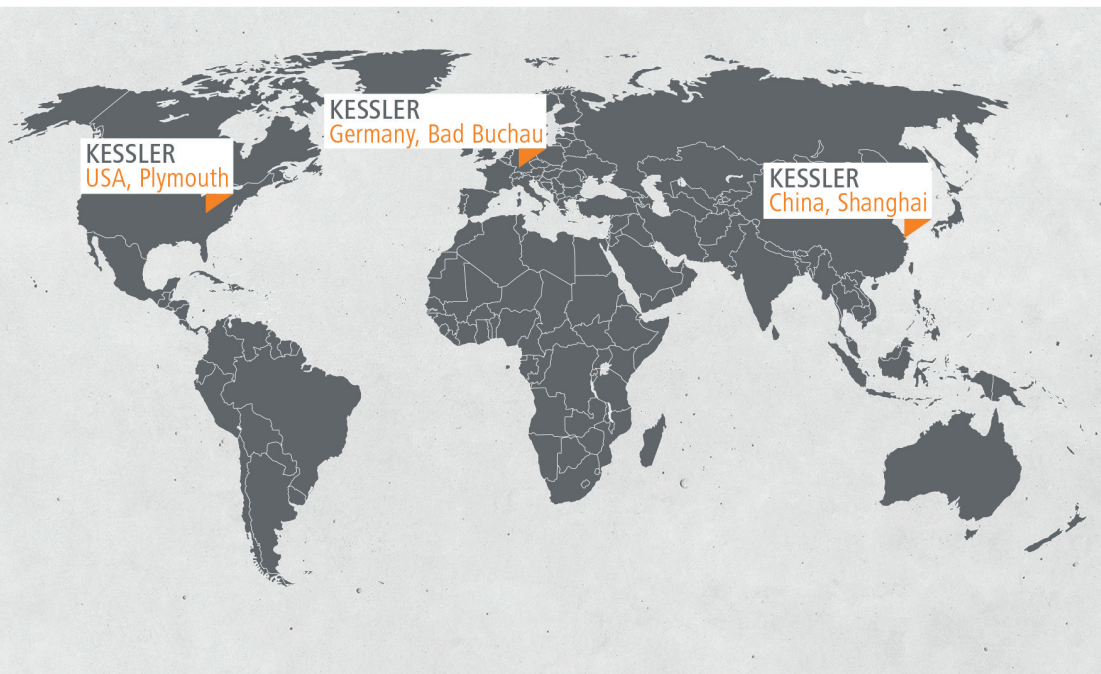 KESSLER
Germany, Bad Buchau
KESSLER
USA, Plymouth
KESSLER
China, Shanghai